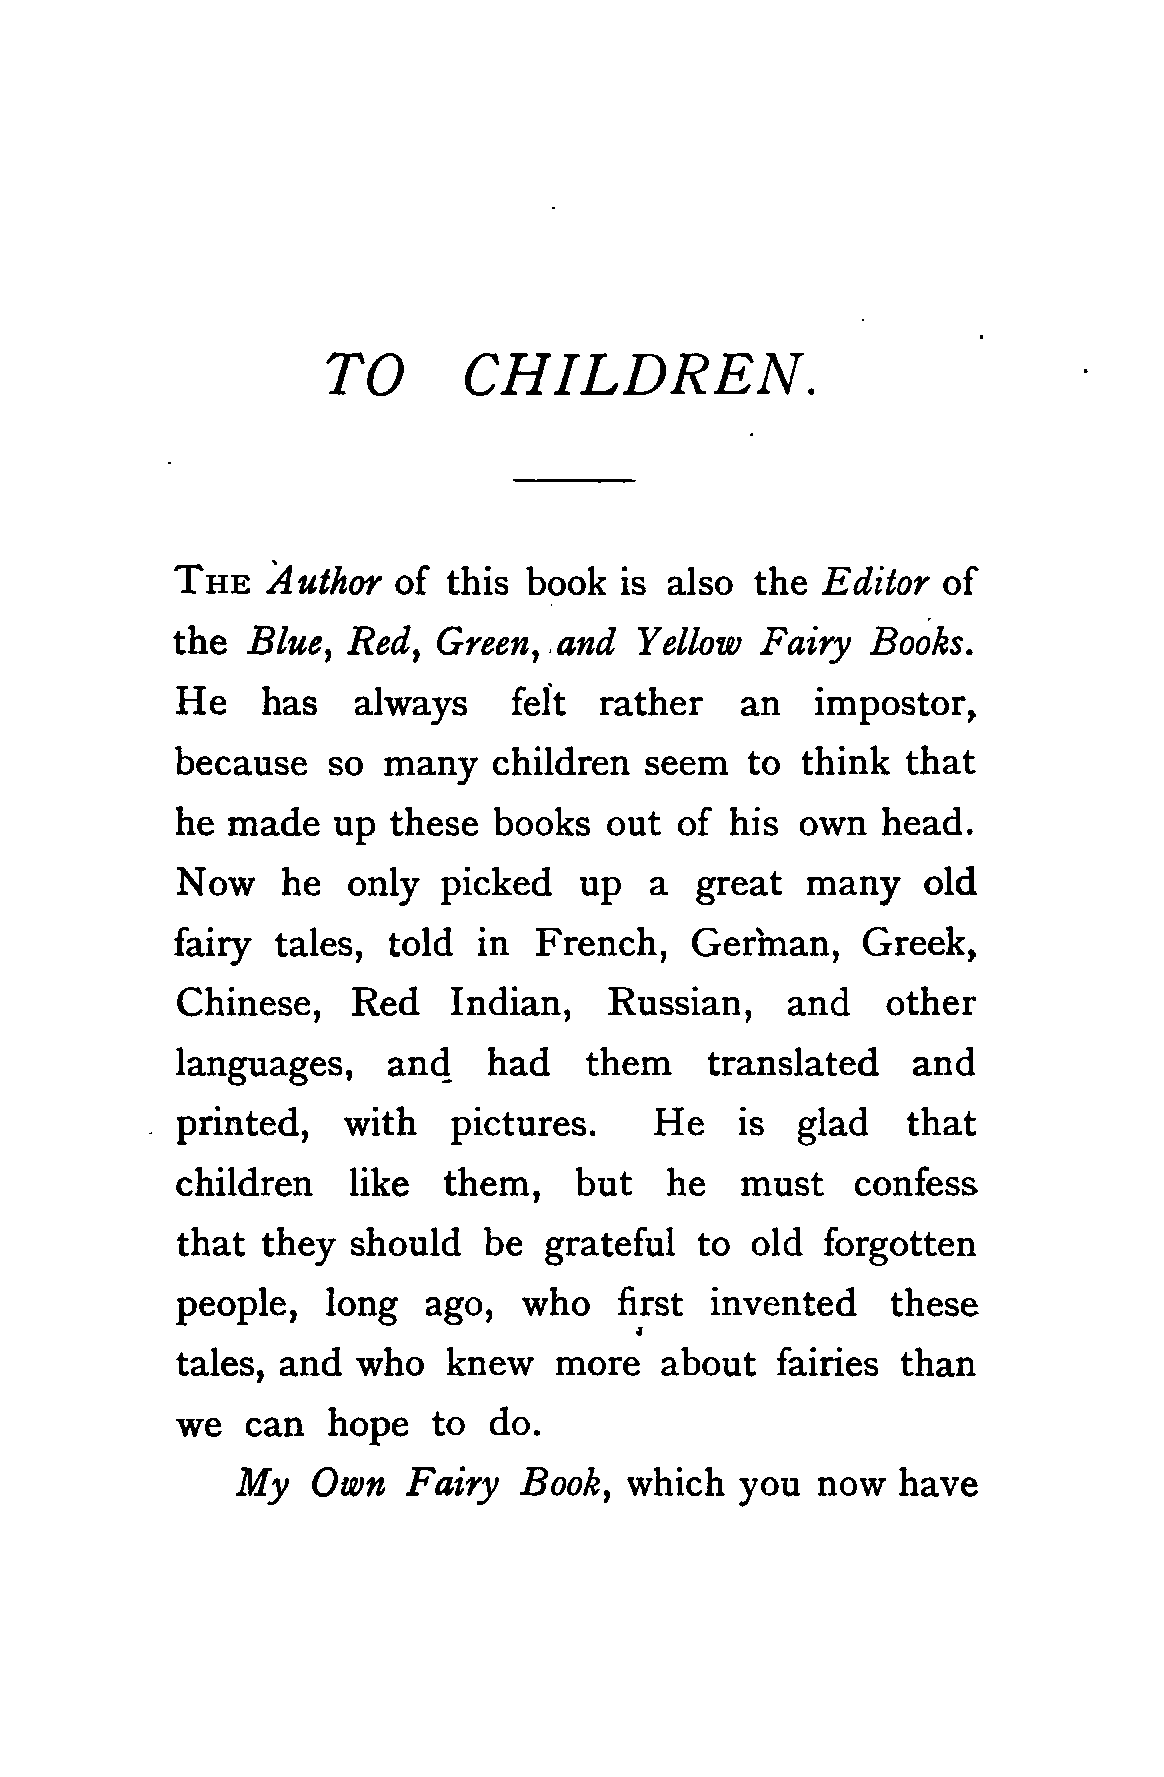 TO CHILDREN.
THE Author of this book is also the Editor of
the Blue, Red, Green, and Yellow Fairy Books.
He has always felt rather an impostor,
because so many children seem to think that
he made up these books out of his own head.
Now he only picked up a great many old
fairy tales, told in French, German, Greek,
Chinese, Red Indian, Russian, and other
languages, and had them translated and
printed, with pictures. He is glad that
children like them, but he must confess
that they should be grateful to old forgotten
people, long ago, who first invented these
tales, and who knew more about fairies than
we can hope to do.
My Own Fairy Book, which you now have